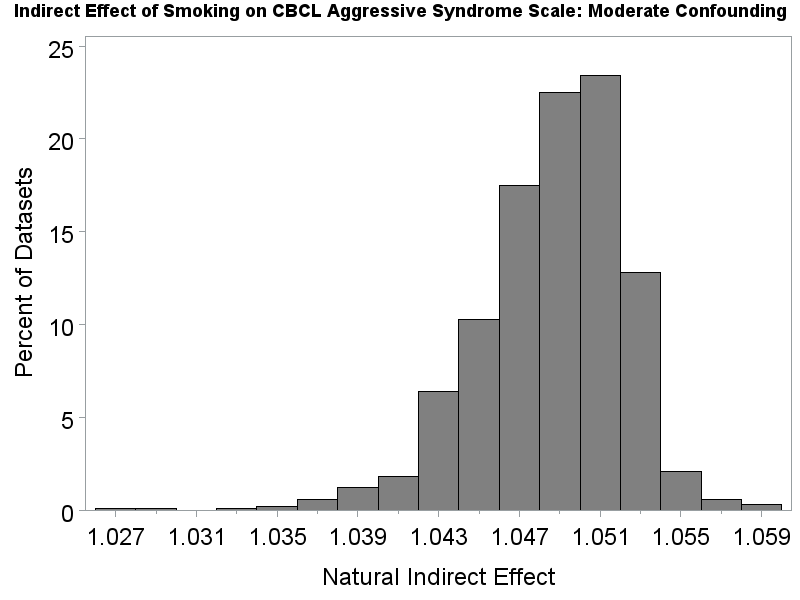 Indirect Effect of Smoking on CBCL Aggressive Syndrome Scale: Moderate Confounding
25
20
15
10
5
0
Percent of Datasets
1.027 1.031 1.035 1.039 1.043 1.047 1.051 1.055 1.059
Natural Indirect Effect